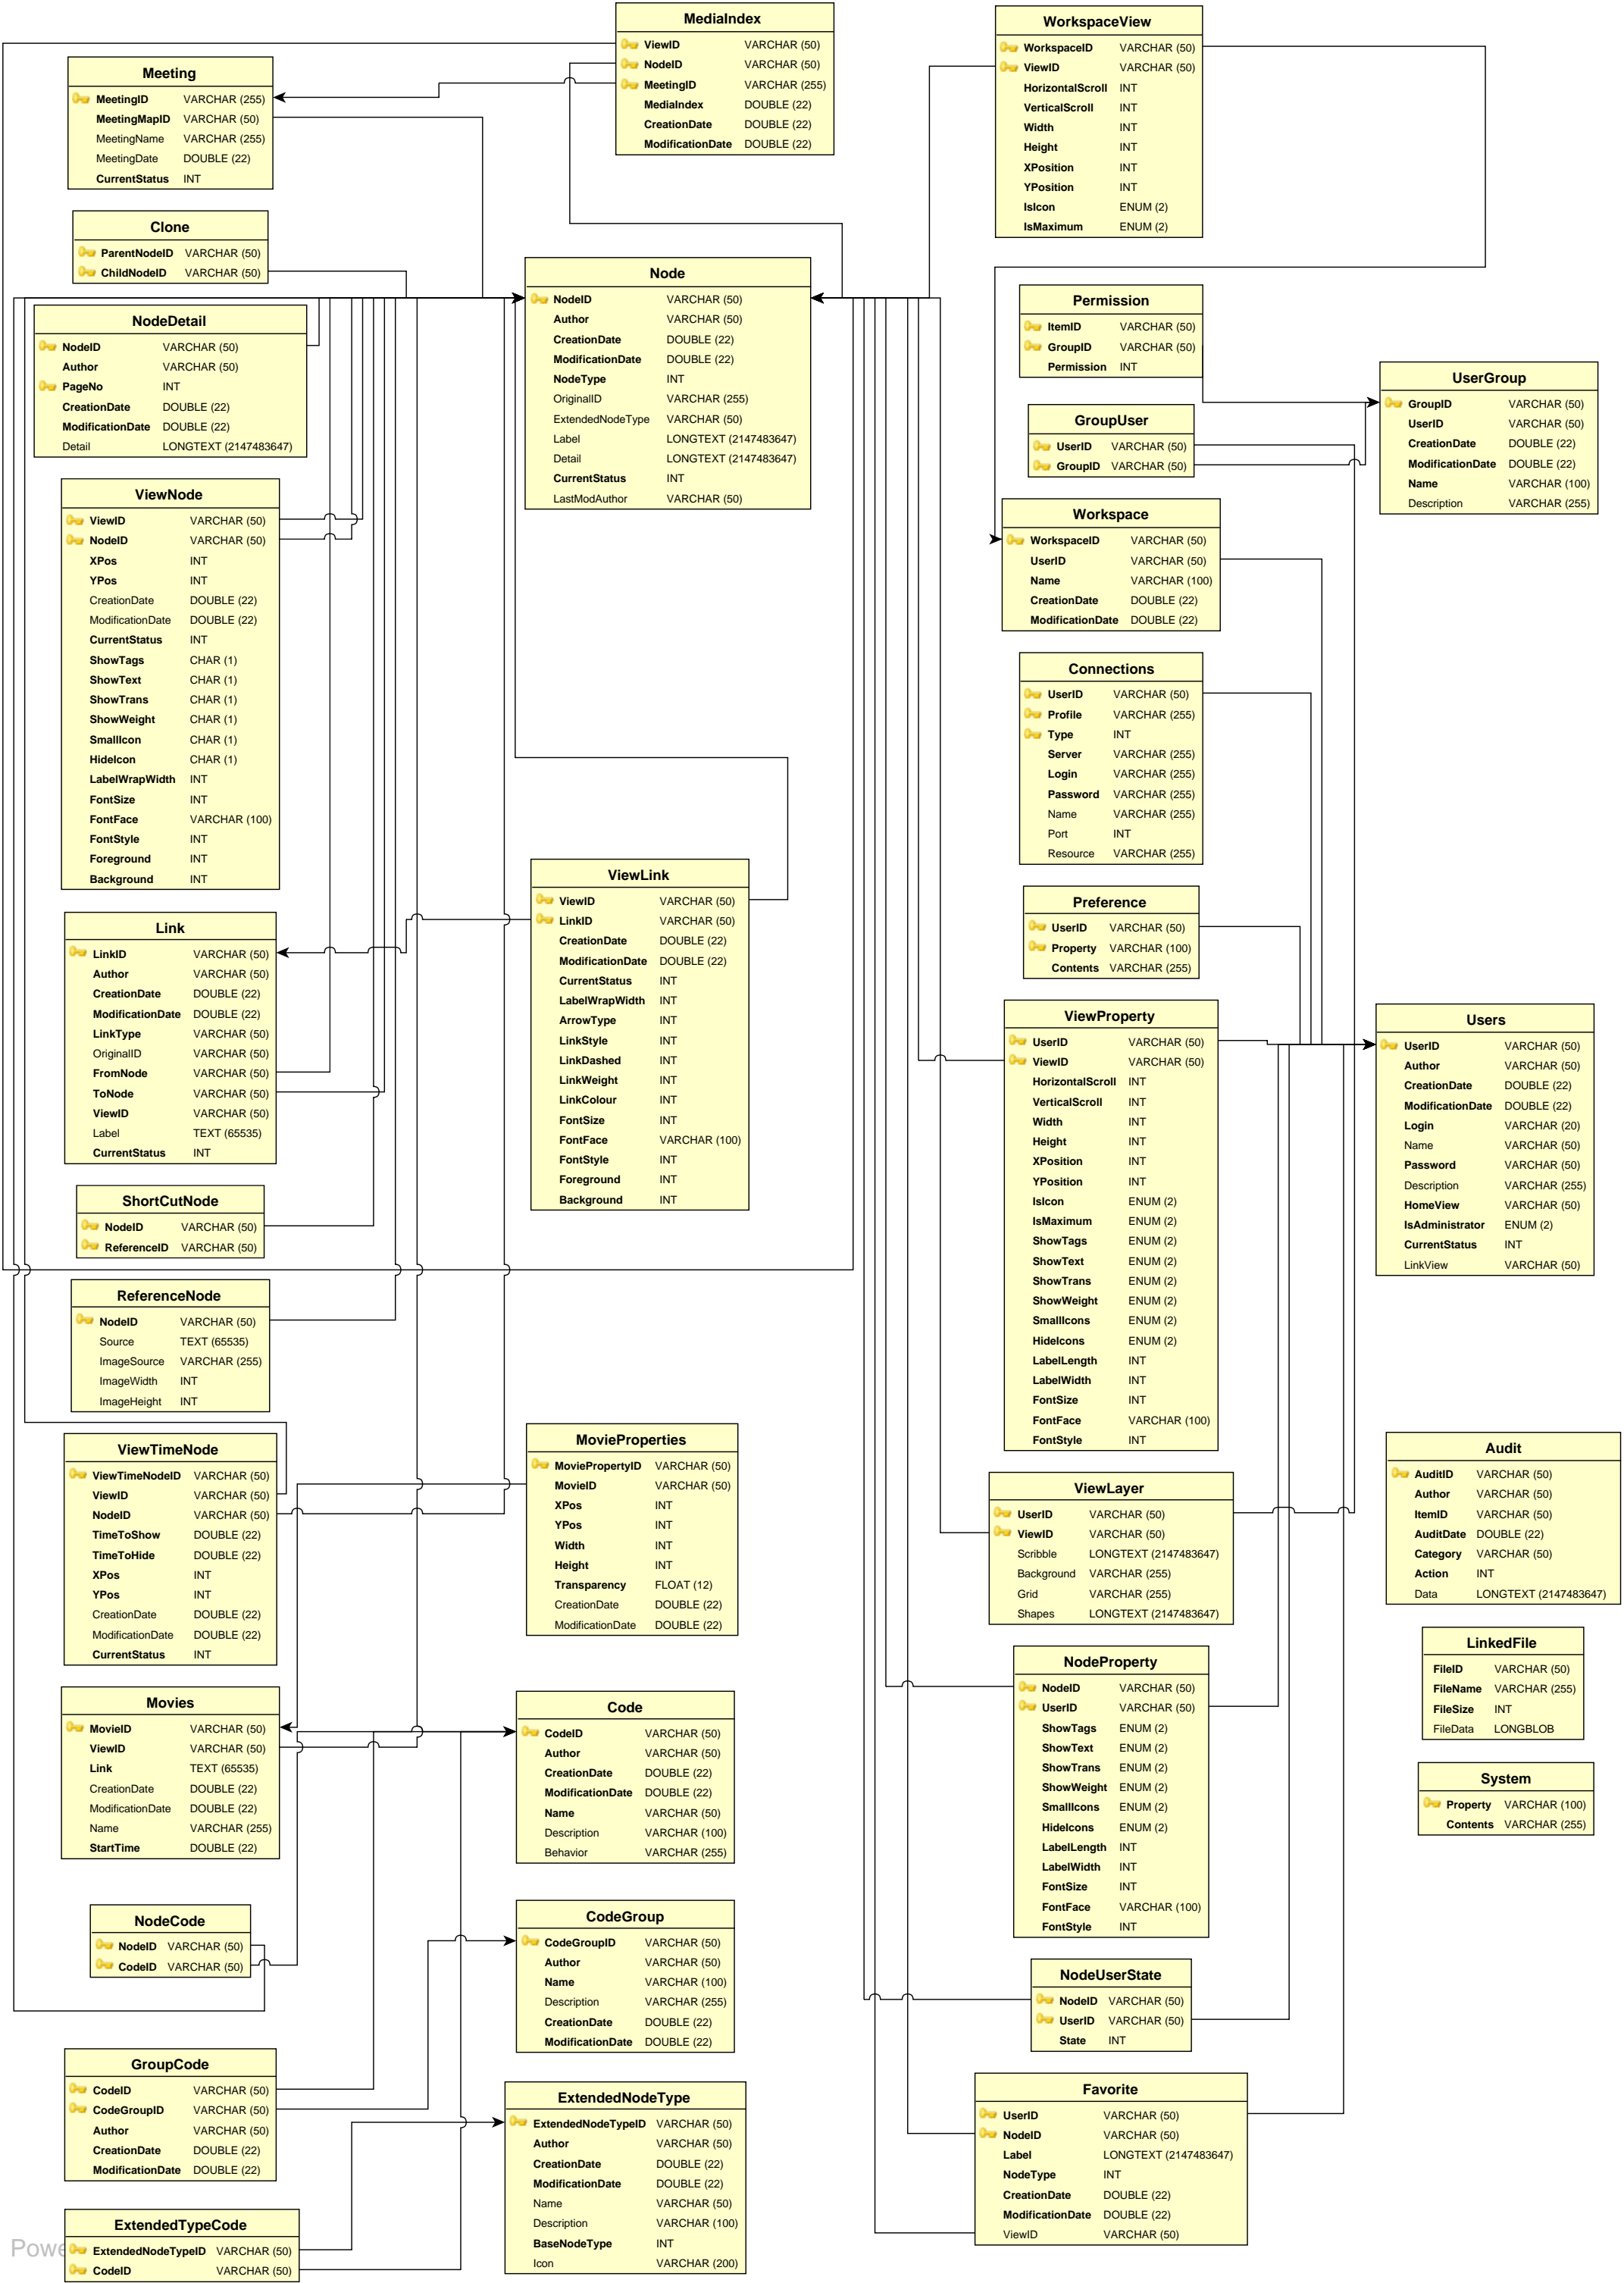 MediaIndex
ViewID VARCHAR (50)
NodeID VARCHAR (50)
MeetingID VARCHAR (255)
MediaIndex DOUBLE (22)
CreationDate DOUBLE (22)
ModificationDate DOUBLE (22)
WorkspaceView
WorkspaceID VARCHAR (50)
ViewID VARCHAR (50)
HorizontalScroll INT
VerticalScroll INT
Width INT
Height INT
XPosition INT
YPosition INT
IsIcon ENUM (2)
IsMaximum ENUM (2)
Meeting
MeetingID VARCHAR (255)
MeetingMapID VARCHAR (50)
MeetingName VARCHAR (255)
MeetingDate DOUBLE (22)
CurrentStatus INT
Clone
ParentNodeID VARCHAR (50)
ChildNodeID VARCHAR (50)
Node
NodeID VARCHAR (50)
Author VARCHAR (50)
CreationDate DOUBLE (22)
ModificationDate DOUBLE (22)
NodeType INT
OriginalID VARCHAR (255)
ExtendedNodeType VARCHAR (50)
Label LONGTEXT (2147483647)
Detail LONGTEXT (2147483647)
CurrentStatus INT
LastModAuthor VARCHAR (50)
NodeDetail
NodeID VARCHAR (50)
Author VARCHAR (50)
PageNo INT
CreationDate DOUBLE (22)
ModificationDate DOUBLE (22)
Detail LONGTEXT (2147483647)
Permission
ItemID VARCHAR (50)
GroupID VARCHAR (50)
Permission INT
UserGroup
GroupID VARCHAR (50)
UserID VARCHAR (50)
CreationDate DOUBLE (22)
ModificationDate DOUBLE (22)
Name VARCHAR (100)
Description VARCHAR (255)
GroupUser
UserID VARCHAR (50)
GroupID VARCHAR (50)
ViewNode
ViewID VARCHAR (50)
NodeID VARCHAR (50)
XPos INT
YPos INT
CreationDate DOUBLE (22)
ModificationDate DOUBLE (22)
CurrentStatus INT
ShowTags CHAR (1)
ShowText CHAR (1)
ShowTrans CHAR (1)
ShowWeight CHAR (1)
SmallIcon CHAR (1)
HideIcon CHAR (1)
LabelWrapWidth INT
FontSize INT
FontFace VARCHAR (100)
FontStyle INT
Foreground INT
Background INT
Workspace
WorkspaceID VARCHAR (50)
UserID VARCHAR (50)
Name VARCHAR (100)
CreationDate DOUBLE (22)
ModificationDate DOUBLE (22)
Connections
UserID VARCHAR (50)
Profile VARCHAR (255)
Type INT
Server VARCHAR (255)
Login VARCHAR (255)
Password VARCHAR (255)
Name VARCHAR (255)
Port INT
Resource VARCHAR (255)
ViewLink
ViewID VARCHAR (50)
LinkID VARCHAR (50)
CreationDate DOUBLE (22)
ModificationDate DOUBLE (22)
CurrentStatus INT
LabelWrapWidth INT
ArrowType INT
LinkStyle INT
LinkDashed INT
LinkWeight INT
LinkColour INT
FontSize INT
FontFace VARCHAR (100)
FontStyle INT
Foreground INT
Background INT
Preference
UserID VARCHAR (50)
Property VARCHAR (100)
Contents VARCHAR (255)
Link
LinkID VARCHAR (50)
Author VARCHAR (50)
CreationDate DOUBLE (22)
ModificationDate DOUBLE (22)
LinkType VARCHAR (50)
OriginalID VARCHAR (50)
FromNode VARCHAR (50)
ToNode VARCHAR (50)
ViewID VARCHAR (50)
Label TEXT (65535)
CurrentStatus INT
ViewProperty
UserID VARCHAR (50)
ViewID VARCHAR (50)
HorizontalScroll INT
VerticalScroll INT
Width INT
Height INT
XPosition INT
YPosition INT
IsIcon ENUM (2)
IsMaximum ENUM (2)
ShowTags ENUM (2)
ShowText ENUM (2)
ShowTrans ENUM (2)
ShowWeight ENUM (2)
SmallIcons ENUM (2)
HideIcons ENUM (2)
LabelLength INT
LabelWidth INT
FontSize INT
FontFace VARCHAR (100)
FontStyle INT
Users
UserID VARCHAR (50)
Author VARCHAR (50)
CreationDate DOUBLE (22)
ModificationDate DOUBLE (22)
Login VARCHAR (20)
Name VARCHAR (50)
Password VARCHAR (50)
Description VARCHAR (255)
HomeView VARCHAR (50)
IsAdministrator ENUM (2)
CurrentStatus INT
LinkView VARCHAR (50)
ShortCutNode
NodeID VARCHAR (50)
ReferenceID VARCHAR (50)
ReferenceNode
NodeID VARCHAR (50)
Source TEXT (65535)
ImageSource VARCHAR (255)
ImageWidth INT
ImageHeight INT
ViewTimeNode
ViewTimeNodeID VARCHAR (50)
ViewID VARCHAR (50)
NodeID VARCHAR (50)
TimeToShow DOUBLE (22)
TimeToHide DOUBLE (22)
XPos INT
YPos INT
CreationDate DOUBLE (22)
ModificationDate DOUBLE (22)
CurrentStatus INT
MovieProperties
MoviePropertyID VARCHAR (50)
MovieID VARCHAR (50)
XPos INT
YPos INT
Width INT
Height INT
Transparency FLOAT (12)
CreationDate DOUBLE (22)
ModificationDate DOUBLE (22)
Audit
AuditID VARCHAR (50)
Author VARCHAR (50)
ItemID VARCHAR (50)
AuditDate DOUBLE (22)
Category VARCHAR (50)
Action INT
Data LONGTEXT (2147483647)
ViewLayer
UserID VARCHAR (50)
ViewID VARCHAR (50)
Scribble LONGTEXT (2147483647)
Background VARCHAR (255)
Grid VARCHAR (255)
Shapes LONGTEXT (2147483647)
LinkedFile
FileID VARCHAR (50)
FileName VARCHAR (255)
FileSize INT
FileData LONGBLOB
NodeProperty
NodeID VARCHAR (50)
UserID VARCHAR (50)
ShowTags ENUM (2)
ShowText ENUM (2)
ShowTrans ENUM (2)
ShowWeight ENUM (2)
SmallIcons ENUM (2)
HideIcons ENUM (2)
LabelLength INT
LabelWidth INT
FontSize INT
FontFace VARCHAR (100)
FontStyle INT
Movies
MovieID VARCHAR (50)
ViewID VARCHAR (50)
Link TEXT (65535)
CreationDate DOUBLE (22)
ModificationDate DOUBLE (22)
Name VARCHAR (255)
StartTime DOUBLE (22)
Code
CodeID VARCHAR (50)
Author VARCHAR (50)
CreationDate DOUBLE (22)
ModificationDate DOUBLE (22)
Name VARCHAR (50)
Description VARCHAR (100)
Behavior VARCHAR (255)
System
Property VARCHAR (100)
Contents VARCHAR (255)
NodeCode
NodeID VARCHAR (50)
CodeID VARCHAR (50)
CodeGroup
CodeGroupID VARCHAR (50)
Author VARCHAR (50)
Name VARCHAR (100)
Description VARCHAR (255)
CreationDate DOUBLE (22)
ModificationDate DOUBLE (22)
NodeUserState
NodeID VARCHAR (50)
UserID VARCHAR (50)
State INT
GroupCode
CodeID VARCHAR (50)
CodeGroupID VARCHAR (50)
Author VARCHAR (50)
CreationDate DOUBLE (22)
ModificationDate DOUBLE (22)
ExtendedNodeType
ExtendedNodeTypeID VARCHAR (50)
Author VARCHAR (50)
CreationDate DOUBLE (22)
ModificationDate DOUBLE (22)
Name VARCHAR (50)
Description VARCHAR (100)
BaseNodeType INT
Icon VARCHAR (200)
Favorite
UserID VARCHAR (50)
NodeID VARCHAR (50)
Label LONGTEXT (2147483647)
NodeType INT
CreationDate DOUBLE (22)
ModificationDate DOUBLE (22)
ViewID VARCHAR (50)
ExtendedTypeCode
ExtendedNodeTypeID VARCHAR (50)
CodeID VARCHAR (50)